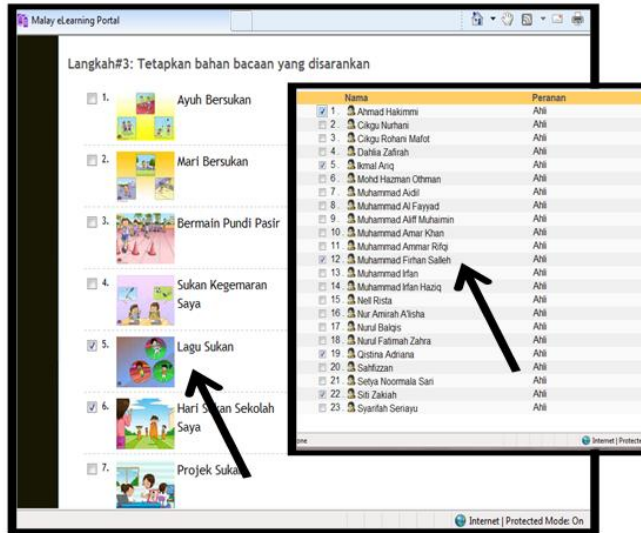 Malay eLearning Portal
Langkah#3: Tetapkan bahan bacaan yang disarankan
1. Ayuh Bersukan
2. Mari Bersukan
3. Bermain Pundi Pasir
4. Sukan Kegemaran
Saya
5. Lagu Sukan
6. Hari Sukan Sekolah
Saya
7. Projek Sukan
Internet | Protected Mode: On
Nama Peranan
1. Ahmad Hakimmi Ahli
2. Cikgu Nurhani Ahli
3. Cikgu Rohani Mafot Ahli
4. Dahlia Zafirah Ahli
5. Ikmal Ariq Ahli
6. Mohd Hazman Othman Ahli
7. Muhammad Aidil Ahli
8. Muhammad Al Fayyad Ahli
9. Muhammad Aliff Muhaimin Ahli
10. Muhammad Amar Khan Ahli
11. Muhammad Ammar Rifqi Ahli
12. Muhammad Firhan Salleh Ahli
13. Muhammad Irfan Ahli
14. Muhammad Irfan Haziq Ahli
15. Nell Rista Ahli
16. Nur Amirah A'lisha Ahli
17. Nurul Balqis Ahli
18. Nurul Fatimah Zahra Ahli
19. Qistina Adriana Ahli
20. Sahfizzan Ahli
21. Setya Noormala Sari Ahli
22. Siti Zakiah Ahli
23. Syarifah Seriayu Ahli
one
Internet | Protecte